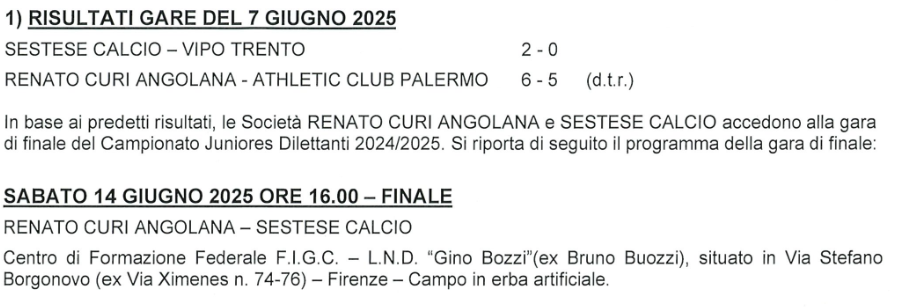 1) RISULTATI GARE DEL 7 GIUGNO 2025
SESTESE CALCIO – VIPO TRENTO 2 - 0
RENATO CURI ANGOLANA - ATHLETIC CLUB PALERMO 6 - 5 (d.t.r.)
In base ai predetti risultati, le Società RENATO CURI ANGOLANA e SESTESE CALCIO accedono alla gara
di finale del Campionato Juniores Dilettanti 2024/2025. Si riporta di seguito il programma della gara di finale:
SABATO 14 GIUGNO 2025 ORE 16.00 – FINALE
RENATO CURI ANGOLANA – SESTESE CALCIO
Centro di Formazione Federale F.I.G.C. – L.N.D. “Gino Bozzi”(ex Bruno Buozzi), situato in Via Stefano
Borgonovo (ex Via Ximenes n. 74-76) – Firenze – Campo in erba artificiale.